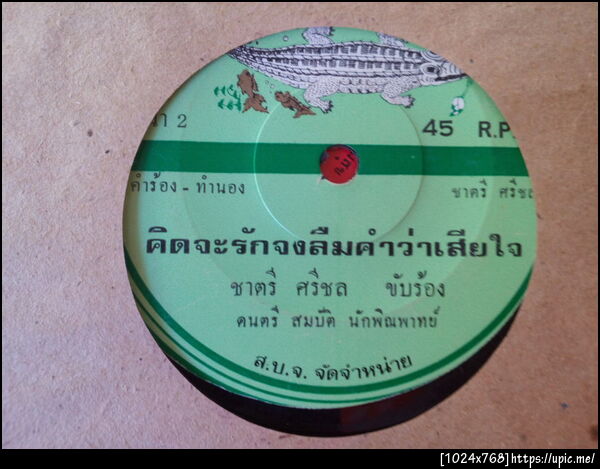 45 R.P.
2
คำร้อง - ทำนอง
ชาตรี ศรีชล
คิดจะรักจงลืมคำว่าเสียใจ
ชาตรี ศรีชล ขับร้อง
ดนตรี สมบัติ นักพิณพาทย์
ส.บ.จ. จัดจำหน่าย
[1024x768]https://upic.me/